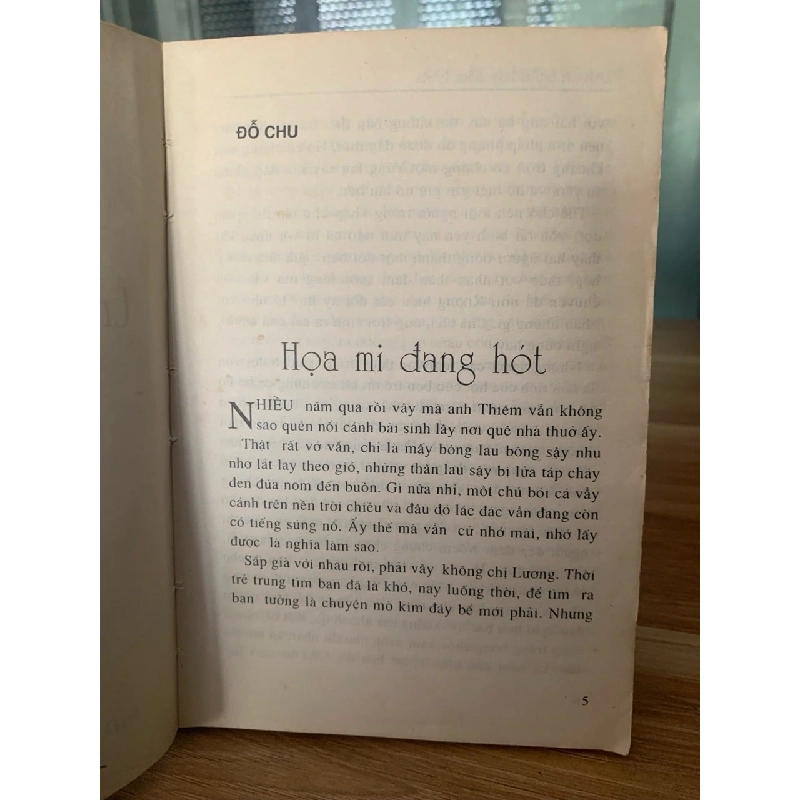 ĐỖ CHU
Họa mi đang hót
NHIỀU năm qua rồi vậy mà anh Thiêm vẫn không
sao quên nổi cảnh bãi sình lầy nơi quê nhà thuở ấy.
Thật rất vớ vẩn, chỉ là mấy bông lau bông sậy nhu
nhơ lắt lay theo gió, những thân lau sậy bị lửa táp cháy
đen đủa nom đến buồn. Gì nữa nhỉ, một chú bói cá vẫy
cánh trên nền trời chiều và đâu đó lác đác vẫn đang còn
có tiếng súng nổ. Ấy thế mà vẫn cứ nhớ mãi, nhớ lấy
được là nghĩa làm sao.
Sắp già với nhau rồi, phải vậy không chị Lương. Thời
trẻ trung tìm bạn đã là khó, nay luống thời, để tìm ra
bạn tưởng là chuyện mò kim đáy bể mới phải. Nhưng
5